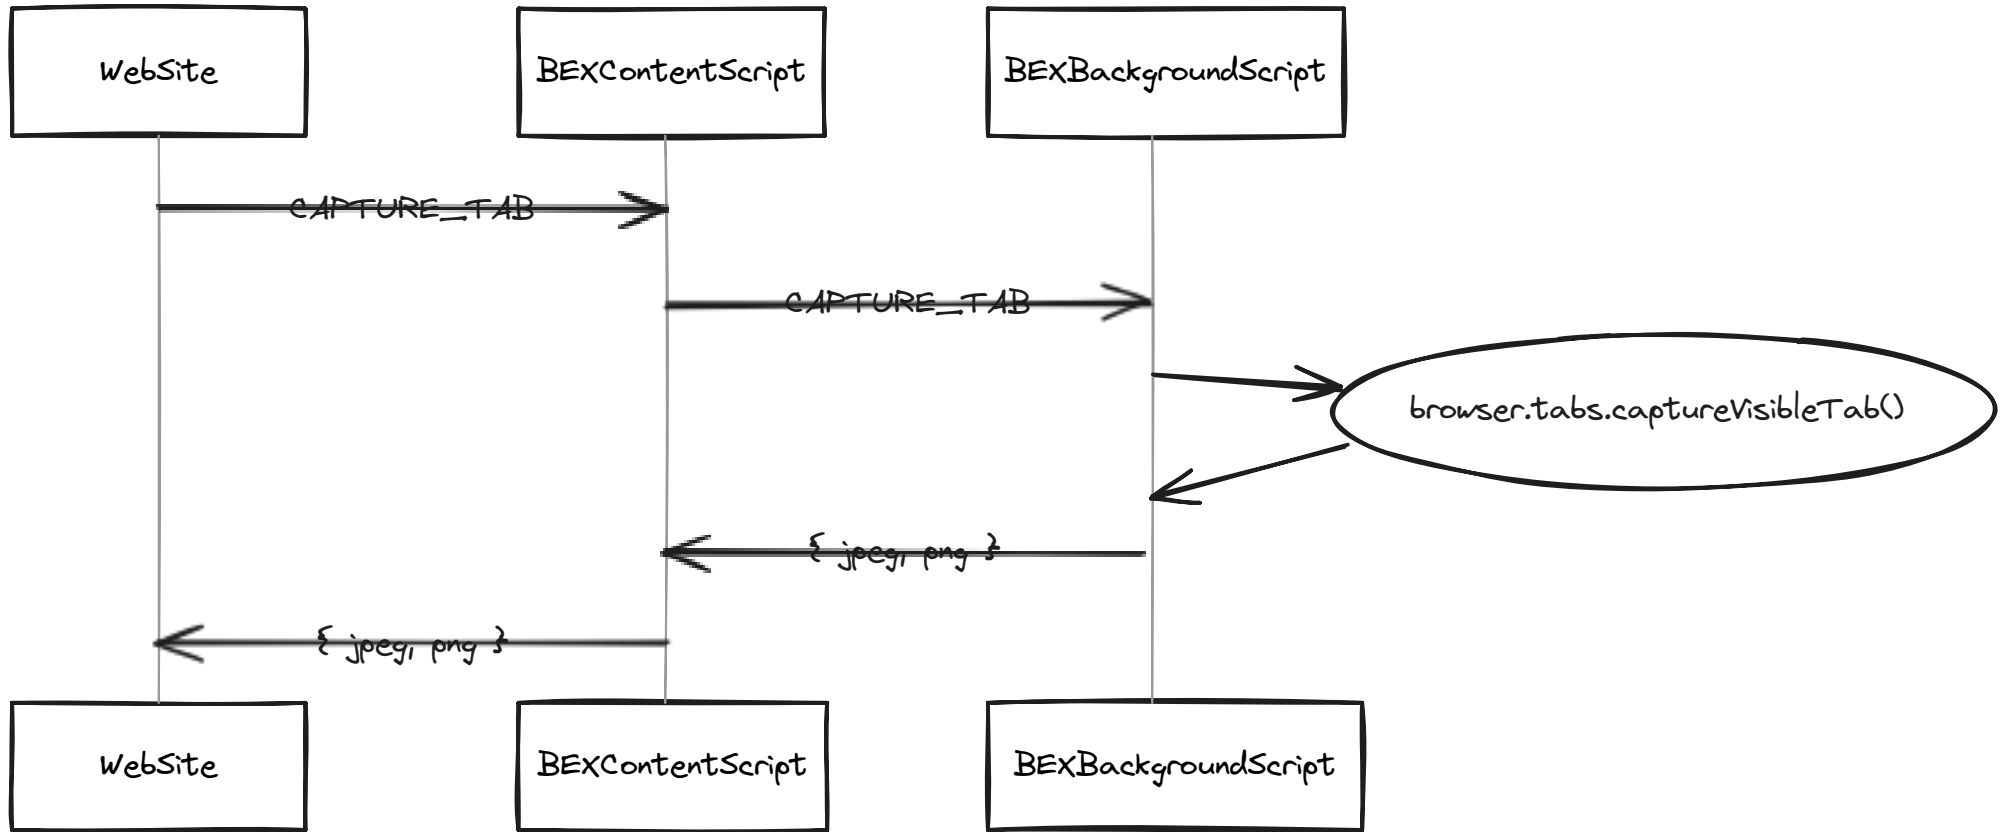 WebSite
BEXContentScript
BEXBackgroundScript
CAPTURE_TAB
CAPTURE_TAB
browser.tabs.captureVisibleTab()
{ jpeg, png }
{ jpeg, png }
WebSite
BEXContentScript
BEXBackgroundScript